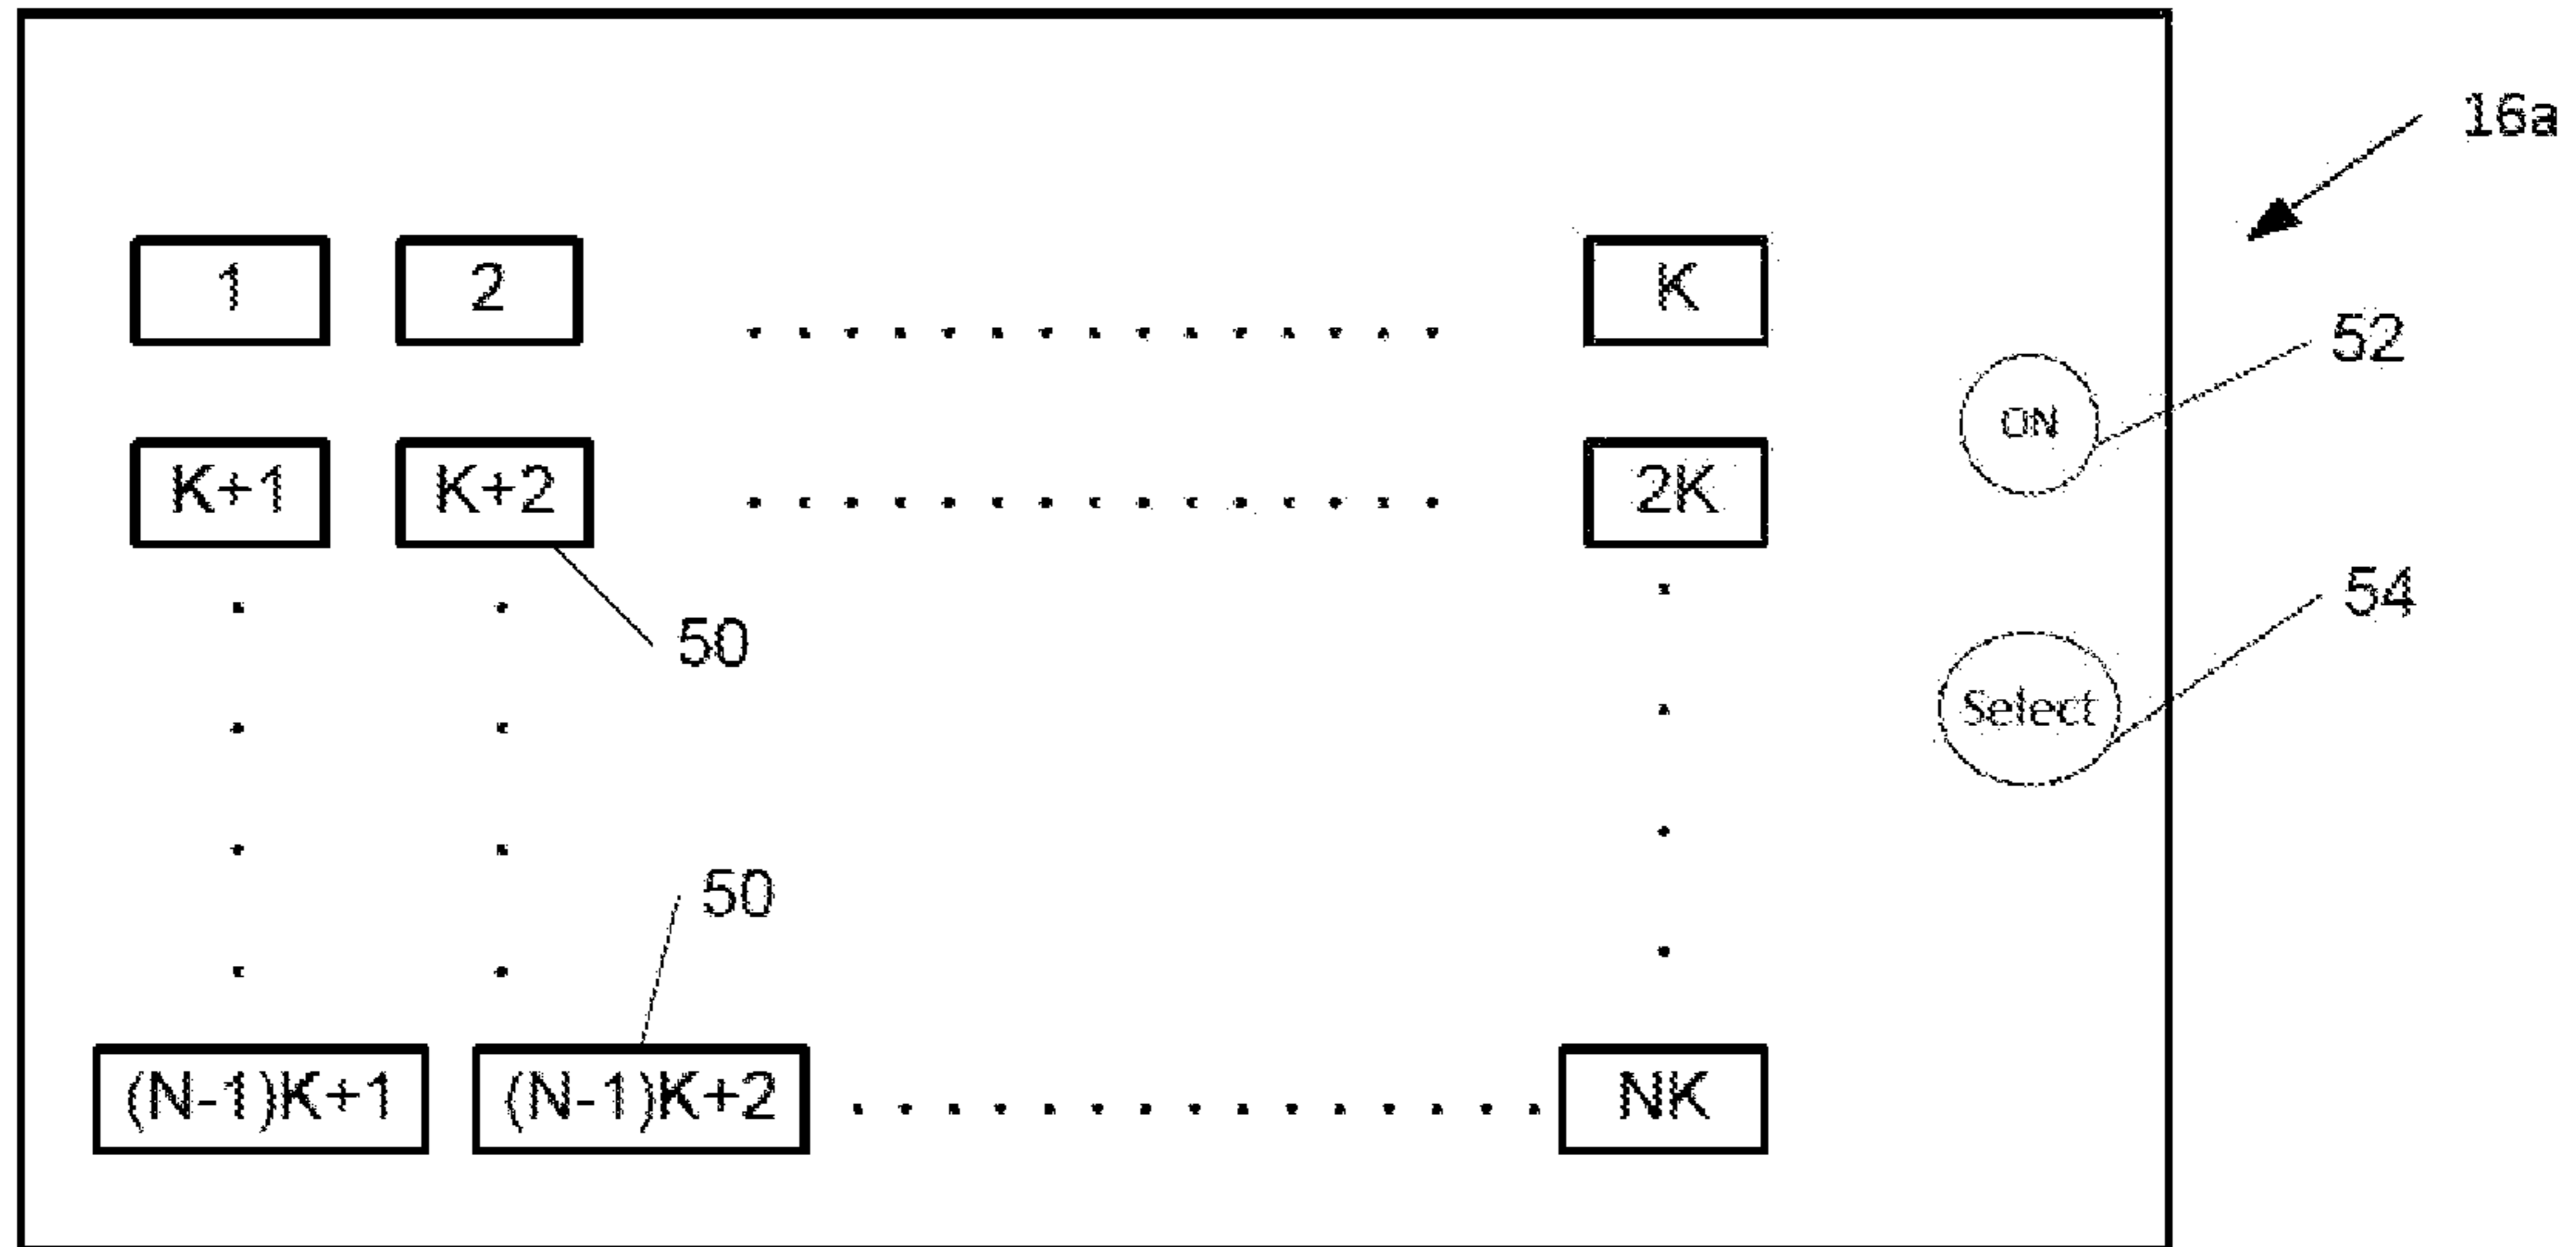 16a
1 2 K
52
ON
K+1 K+2 2K
54
50
Select
50
(N-1)K+1 (N-1)K+2 NK